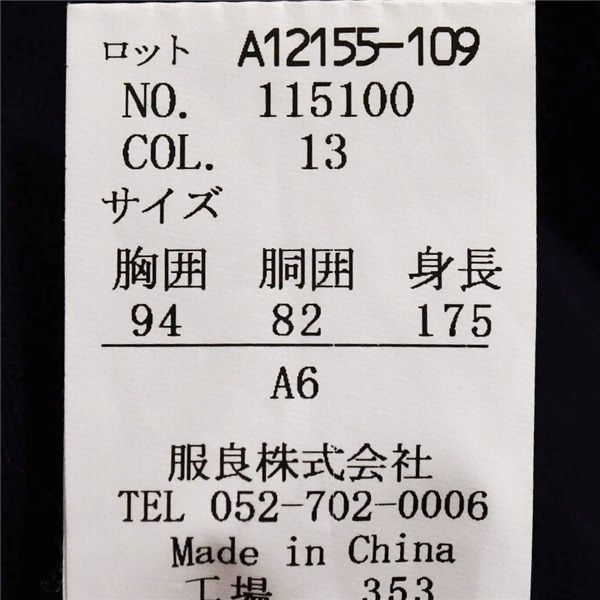 ロット A12155-109
NO. 115100
COL. 13
サイズ
胸囲 胴囲 身長
94 82 175
A6
服良株式会社
TEL 052-702-0006
Made in China
工場 353